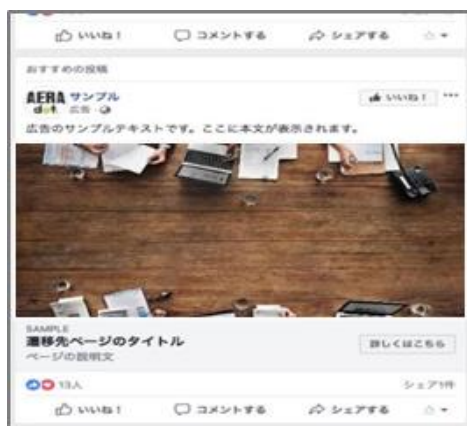 いいね！ コメントする シェアする
おすすめの投稿
AERA dot. サンプル いいね！
広告
広告のサンプルテキストです。ここに本文が表示されます。
SAMPLE
遷移先ページのタイトル
ページの説明文
詳しくはこちら
13人 シェア1件
いいね！ コメントする シェアする